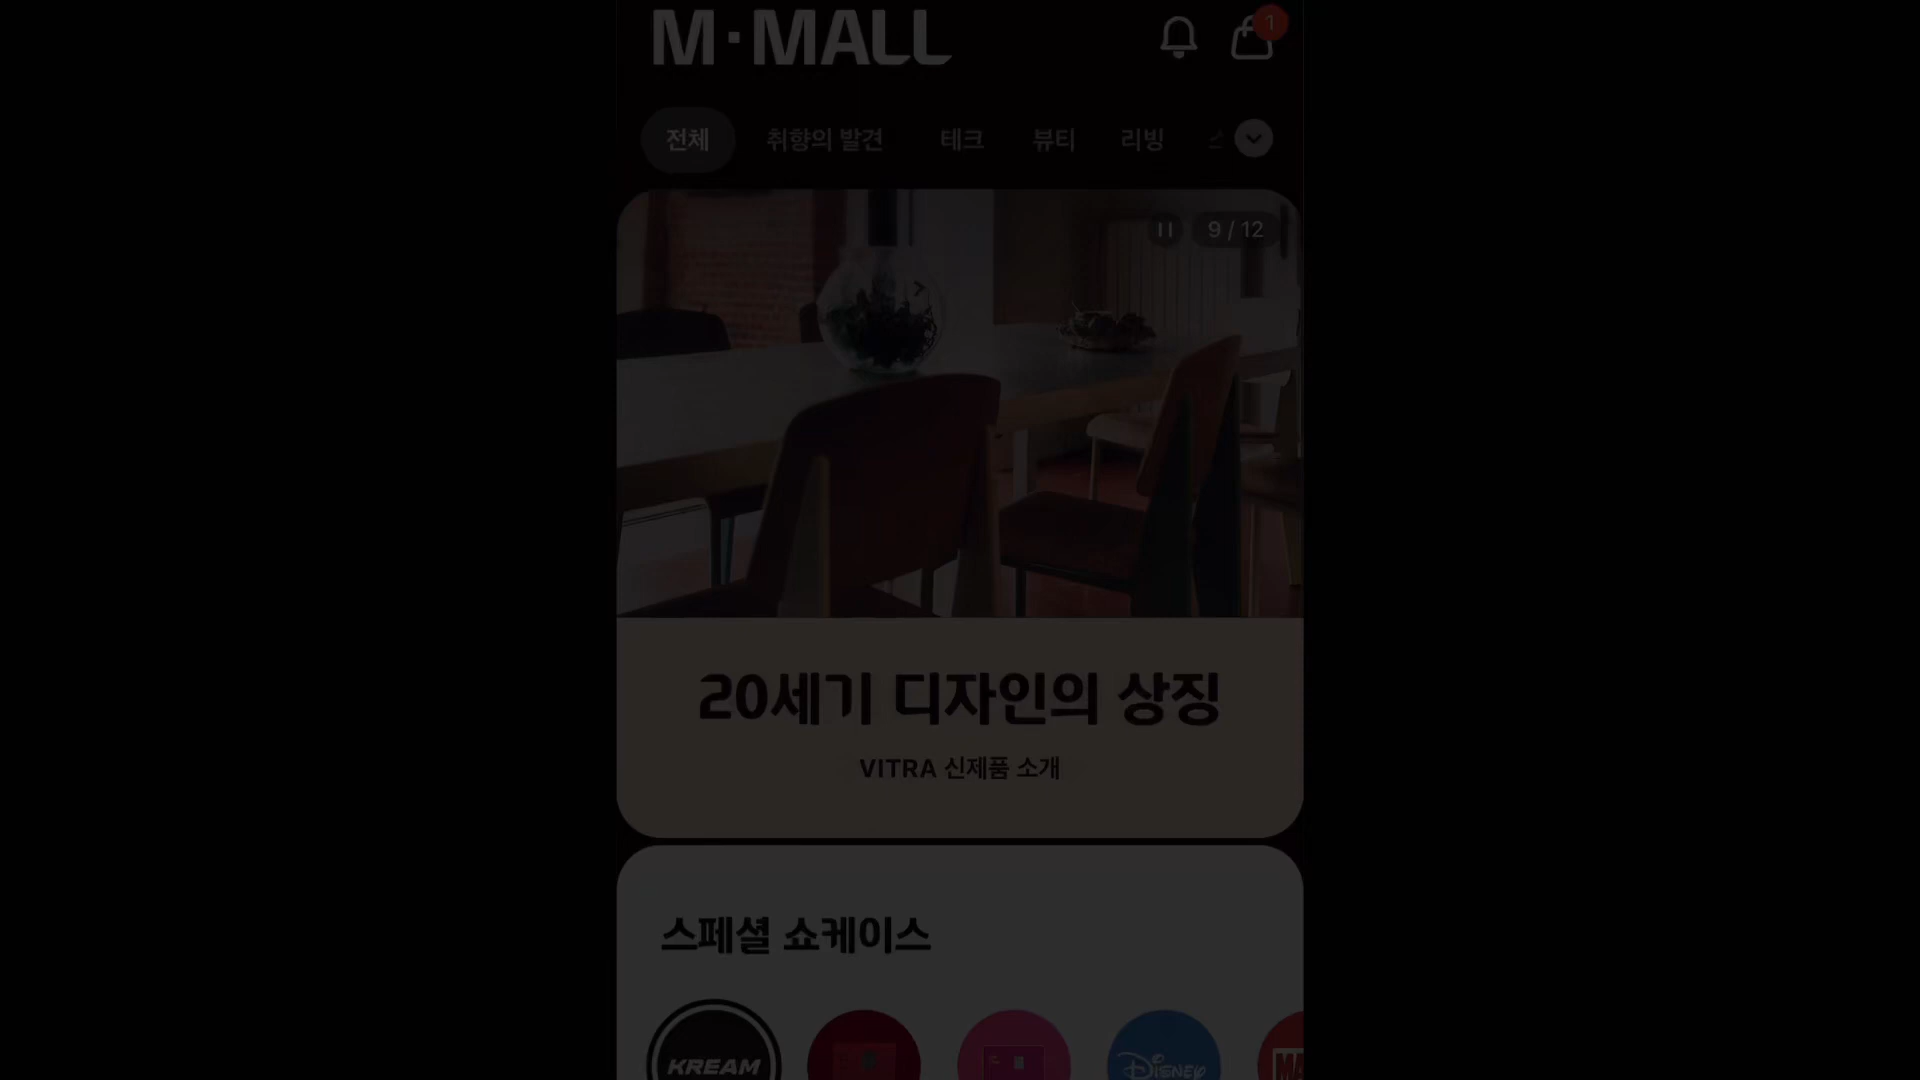 M·MALL
1
전체 취향의 발견 테크 뷰티 리빙
9 / 12
20세기 디자인의 상징
VITRA 신제품 소개
스페셜 쇼케이스
KREAM
Disney